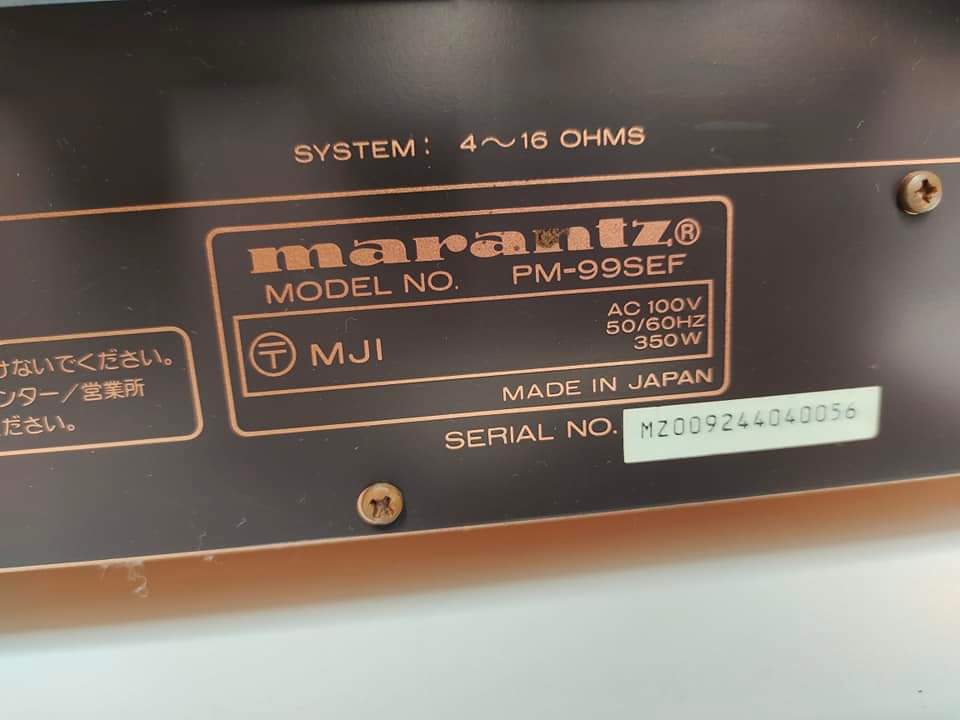 SYSTEM: 4～16 OHMS
marantz®
MODEL NO. PM-99SEF
〒 MJI
AC 100V
50/60HZ
350W
MADE IN JAPAN
SERIAL NO. MZ009244040056
けないでください。
ンター/営業所
ださい。